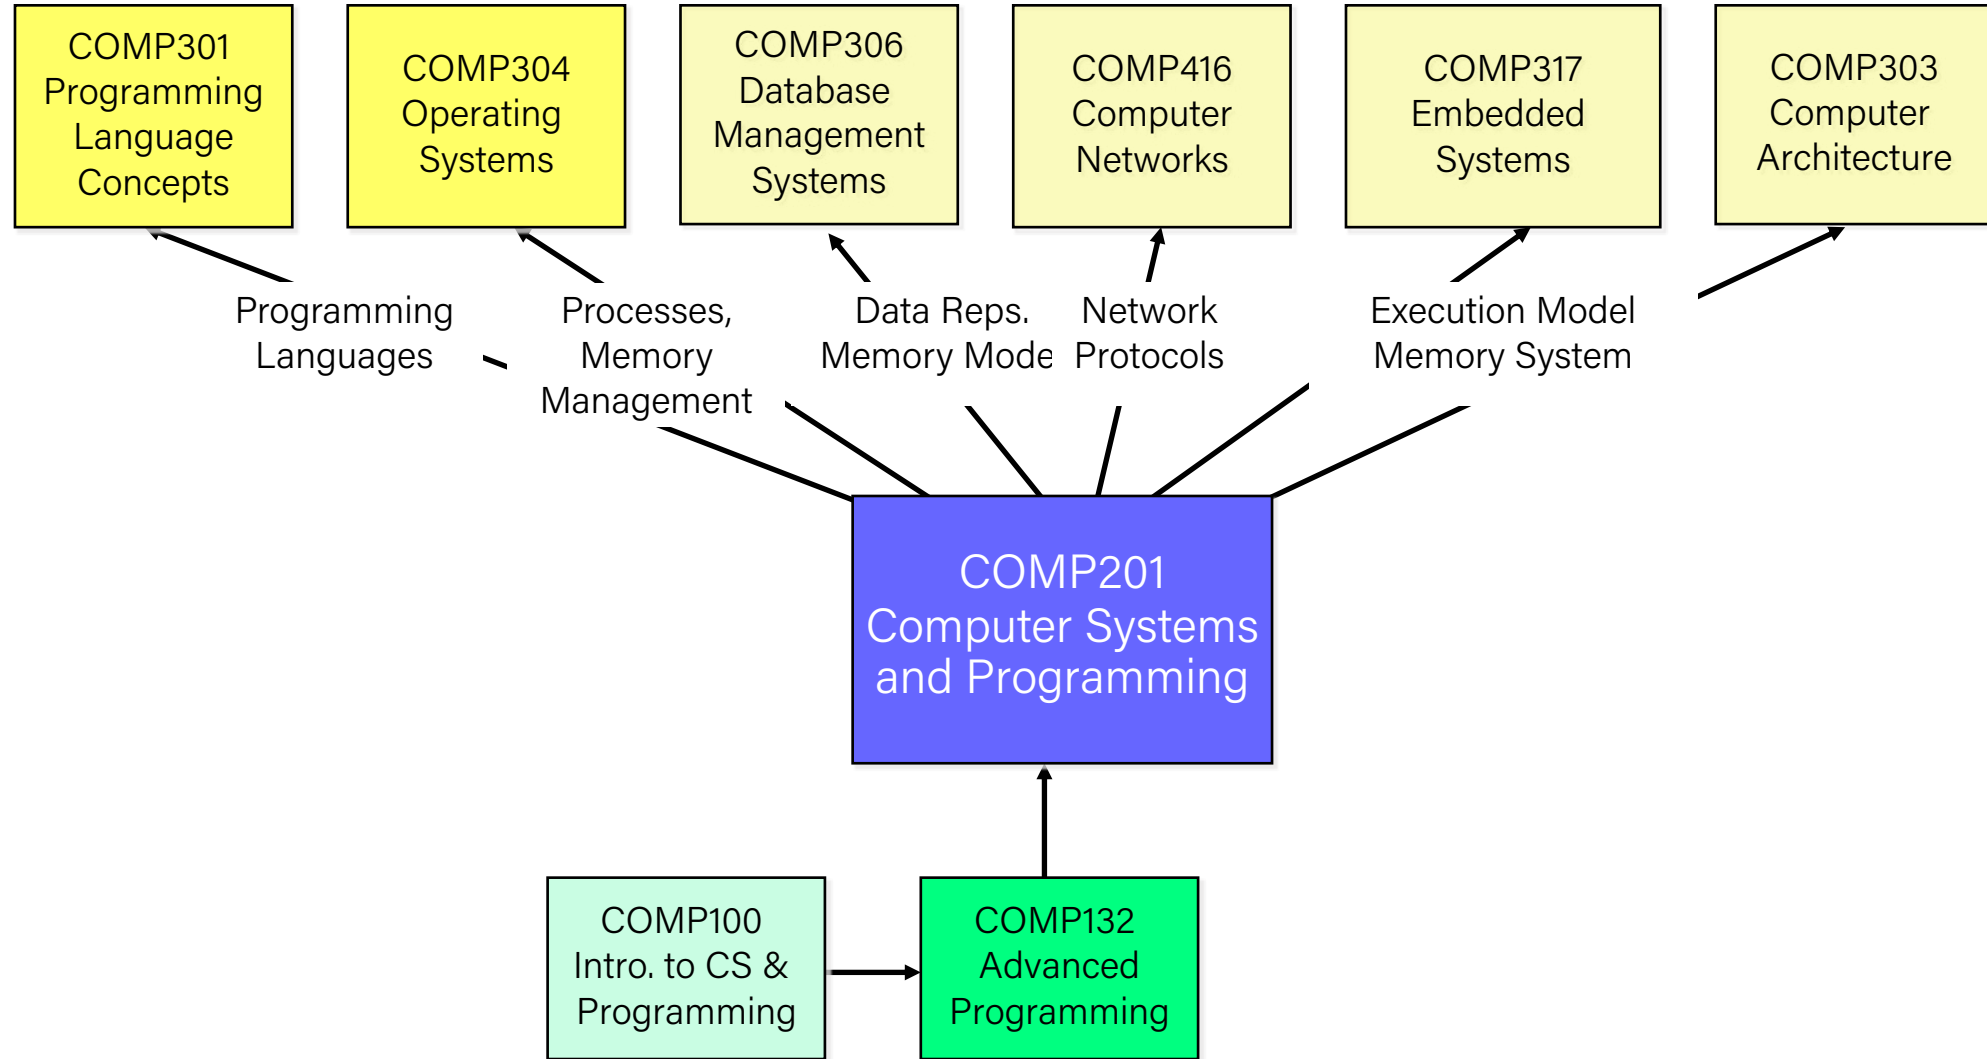 COMP301
Programming
Language
Concepts
COMP304
Operating
Systems
COMP306
Database
Management
Systems
COMP416
Computer
Networks
COMP317
Embedded
Systems
COMP303
Computer
Architecture
Programming
Languages
Processes,
Memory
Management
Data Reps.
Memory Mode
Network
Protocols
Execution Model
Memory System
COMP201
Computer Systems
and Programming
COMP100
Intro. to CS &
Programming
COMP132
Advanced
Programming